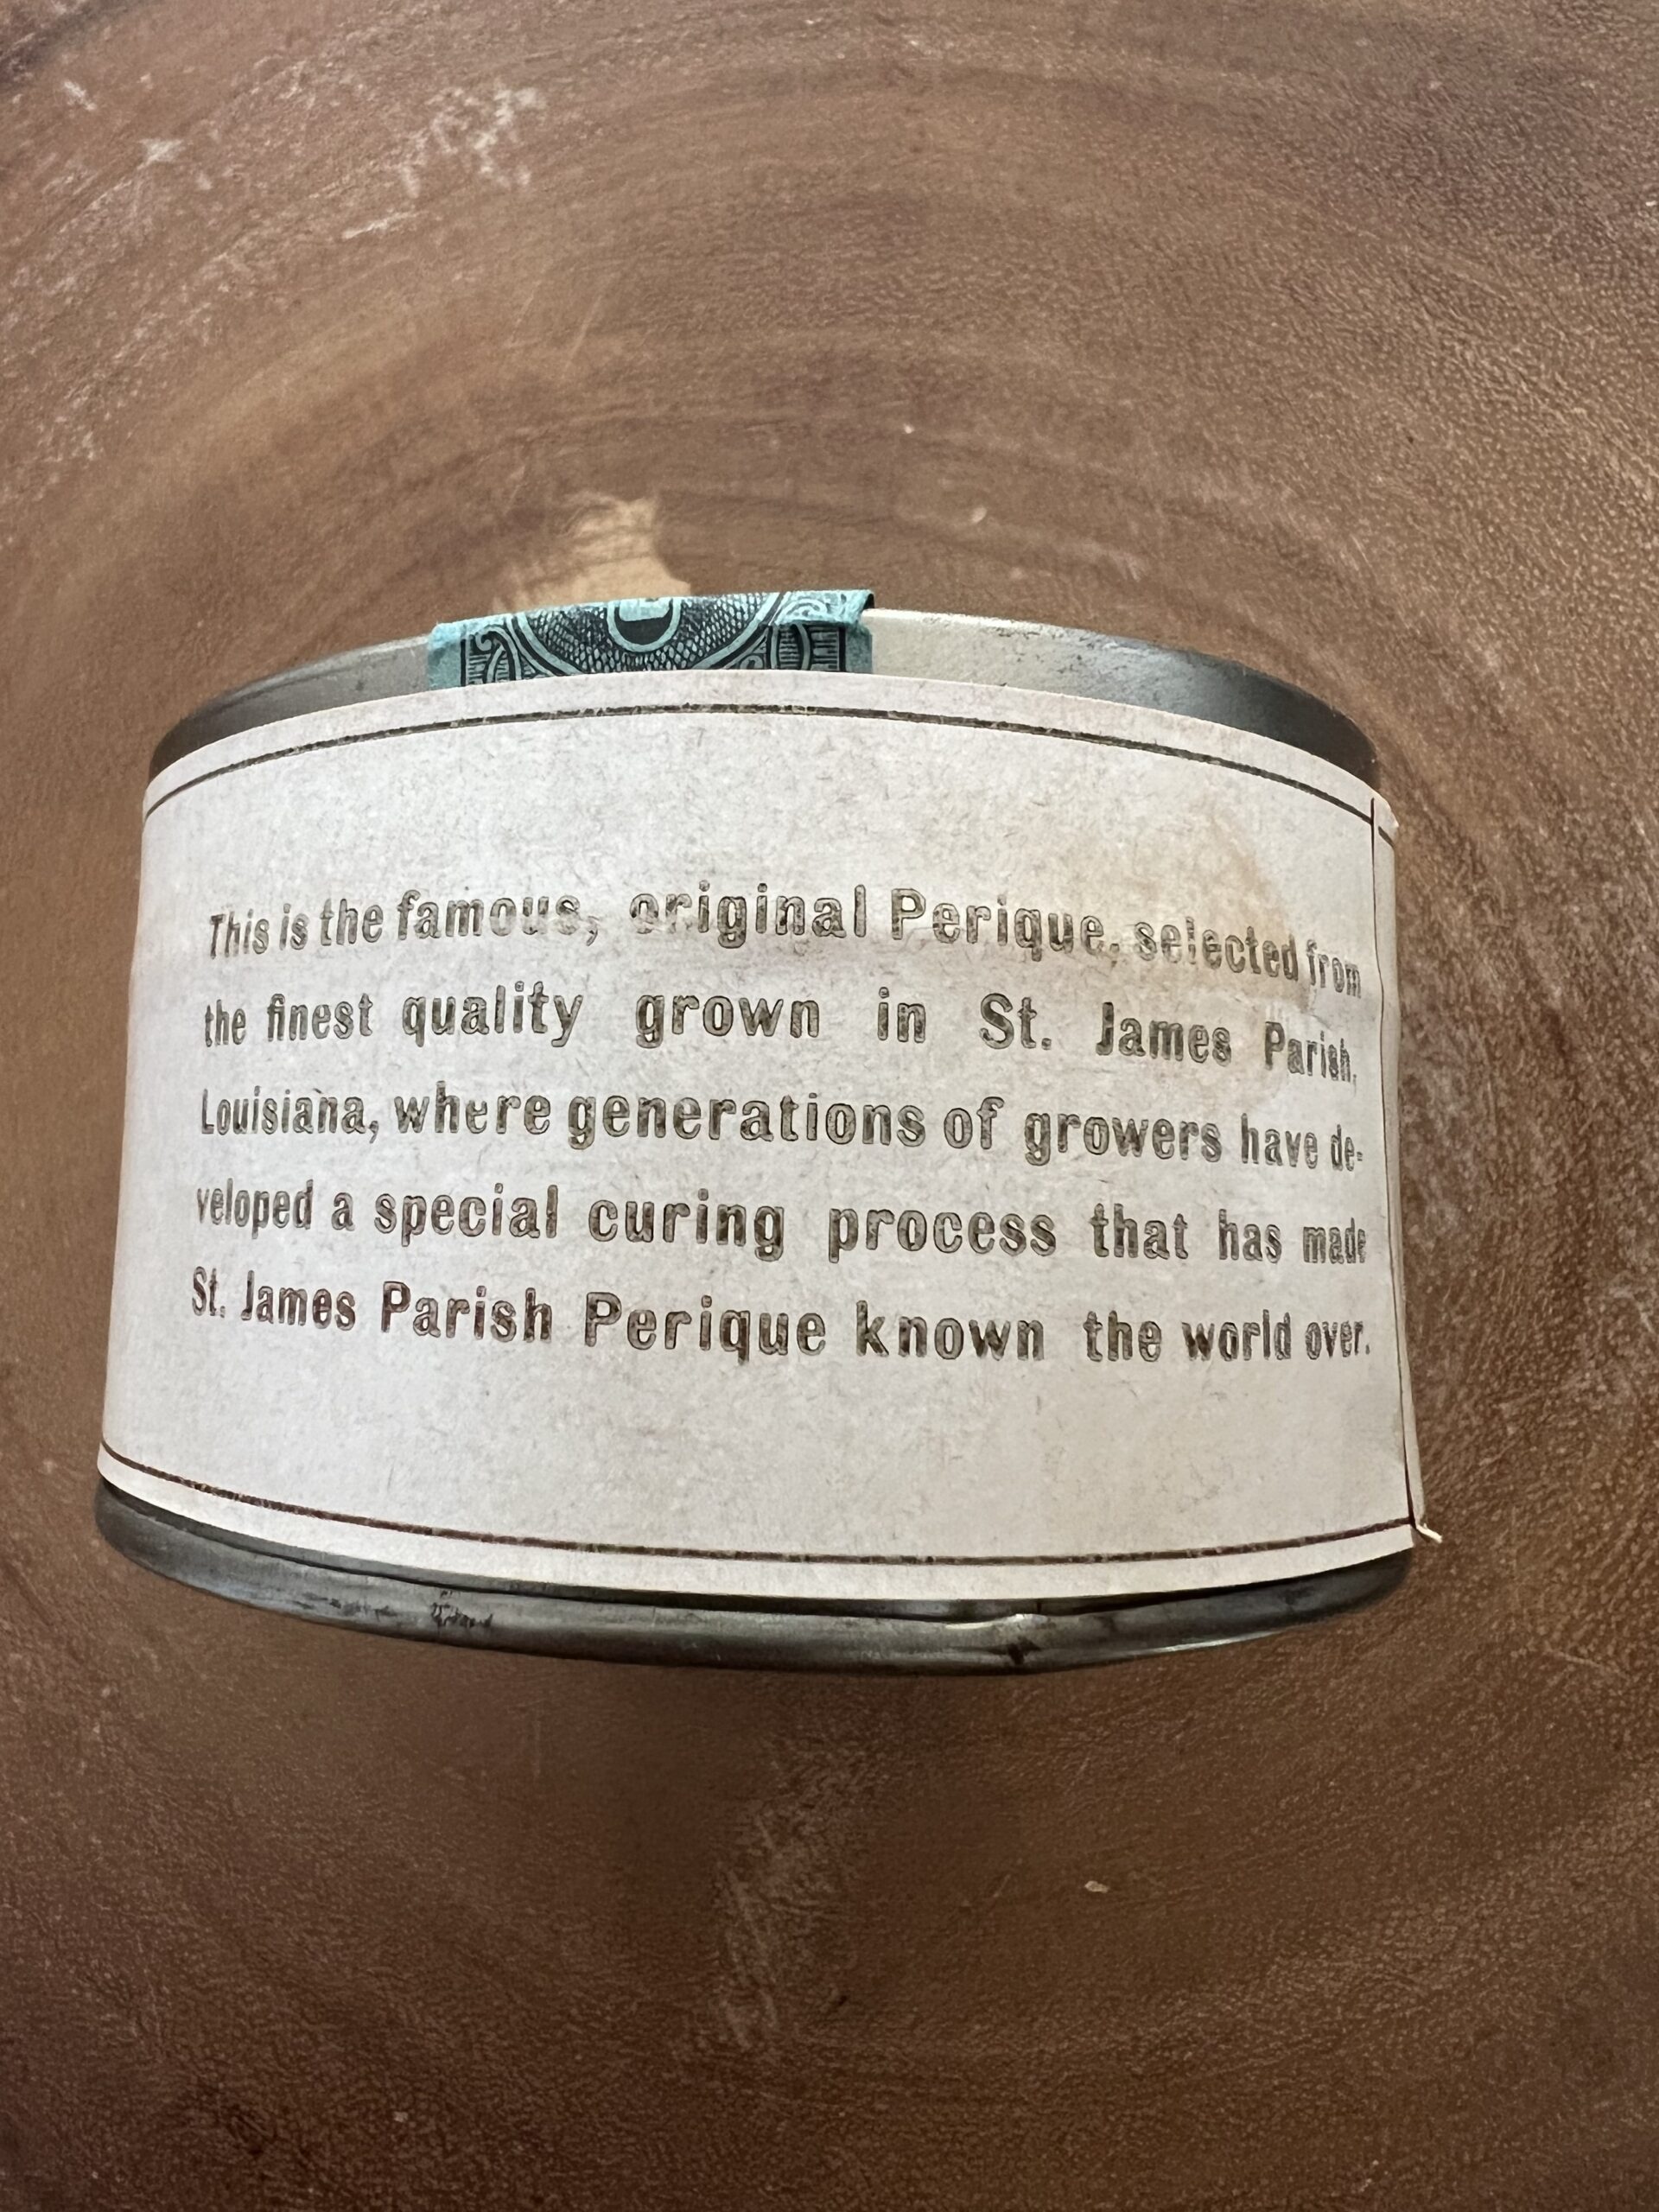 This is the famous, original Perique, selected from
the finest quality grown in St. James Parish,
Louisiana, where generations of growers have de-
veloped a special curing process that has made
St. James Parish Perique known the world over.